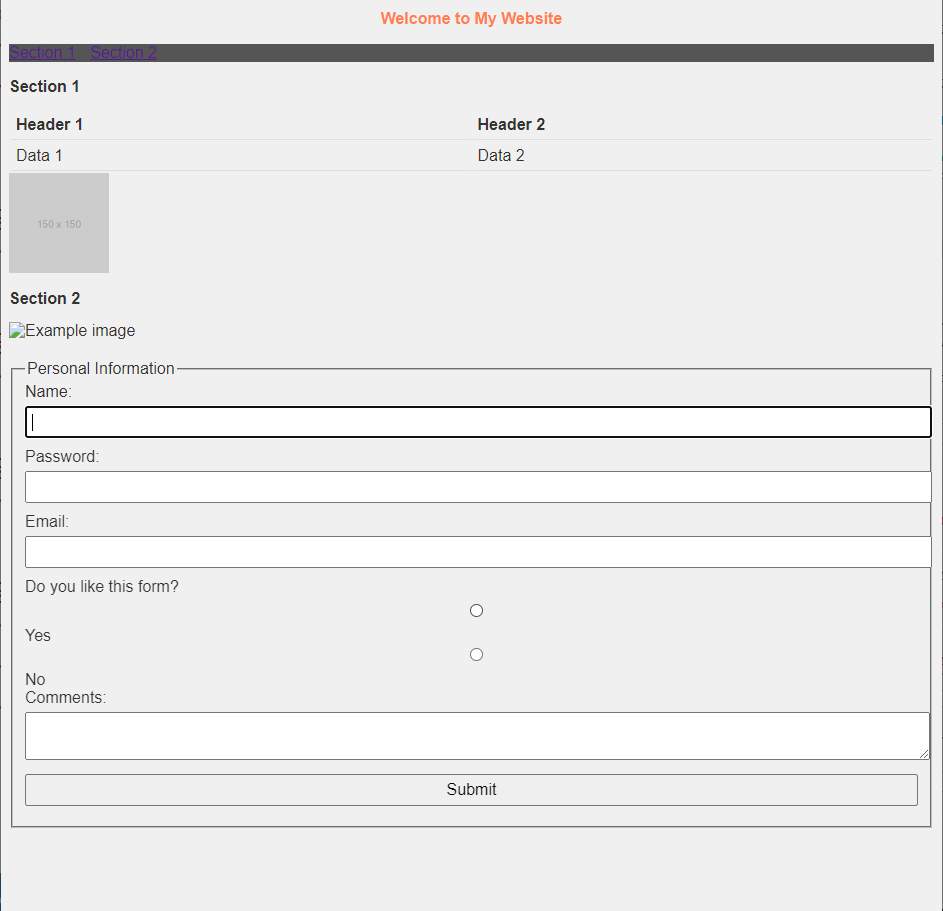 Welcome to My Website
Section 1 Section 2
Section 1
Header 1 Header 2
Data 1 Data 2
150 x 150
Section 2
Example image
Personal Information
Name:
Password:
Email:
Do you like this form?
Yes
No
Comments:
Submit